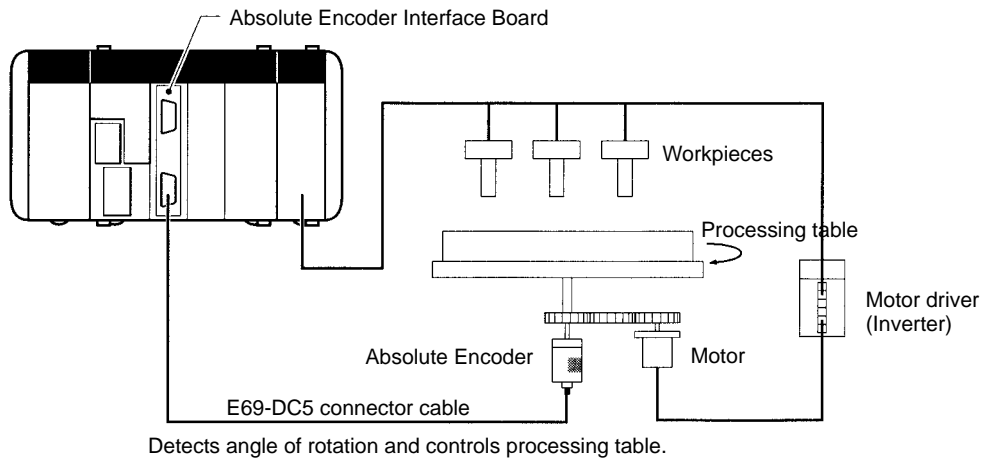 Absolute Encoder Interface Board
Workpieces
Processing table
Motor driver
(Inverter)
Absolute Encoder
Motor
E69-DC5 connector cable
Detects angle of rotation and controls processing table.